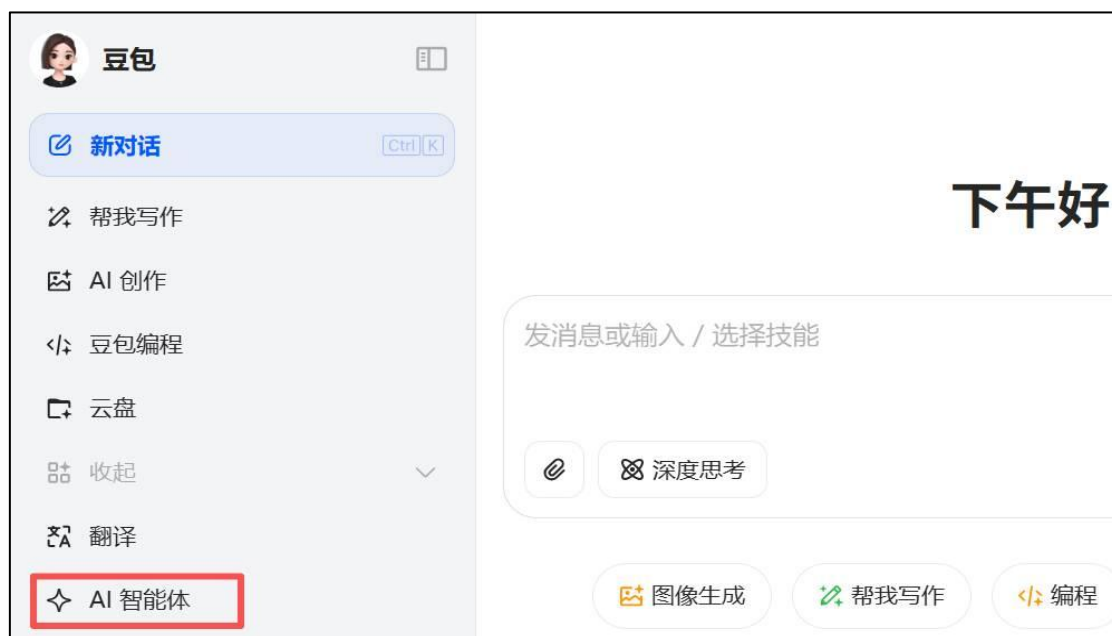 豆包
新对话 Ctrl K
帮我写作
AI 创作
豆包编程
云盘
收起
翻译
AI 智能体
下午好
发消息或输入 / 选择技能
深度思考
图像生成 帮我写作 编程